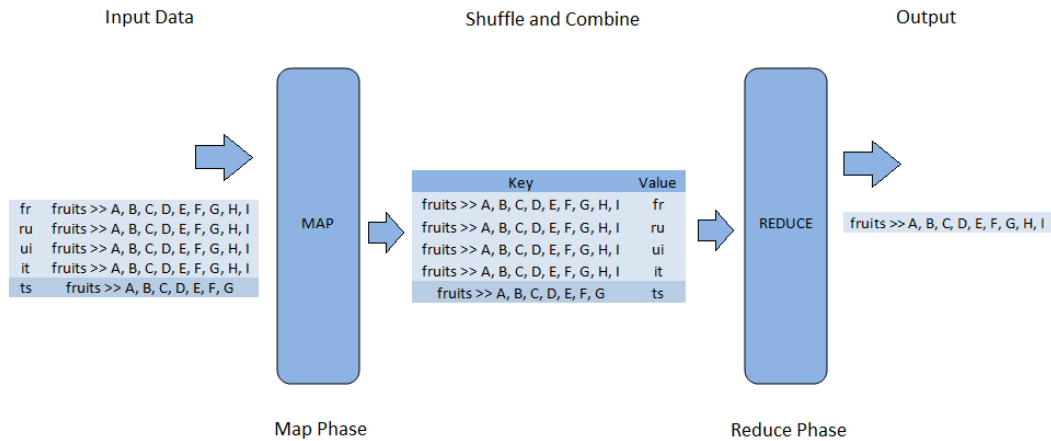 Input Data
Shuffle and Combine
Output
fr fruits >> A, B, C, D, E, F, G, H, I
ru fruits >> A, B, C, D, E, F, G, H, I
ui fruits >> A, B, C, D, E, F, G, H, I
it fruits >> A, B, C, D, E, F, G, H, I
ts fruits >> A, B, C, D, E, F, G
MAP
Key Value
fruits >> A, B, C, D, E, F, G, H, I fr
fruits >> A, B, C, D, E, F, G, H, I ru
fruits >> A, B, C, D, E, F, G, H, I ui
fruits >> A, B, C, D, E, F, G, H, I it
fruits >> A, B, C, D, E, F, G ts
REDUCE
fruits >> A, B, C, D, E, F, G, H, I
Map Phase
Reduce Phase